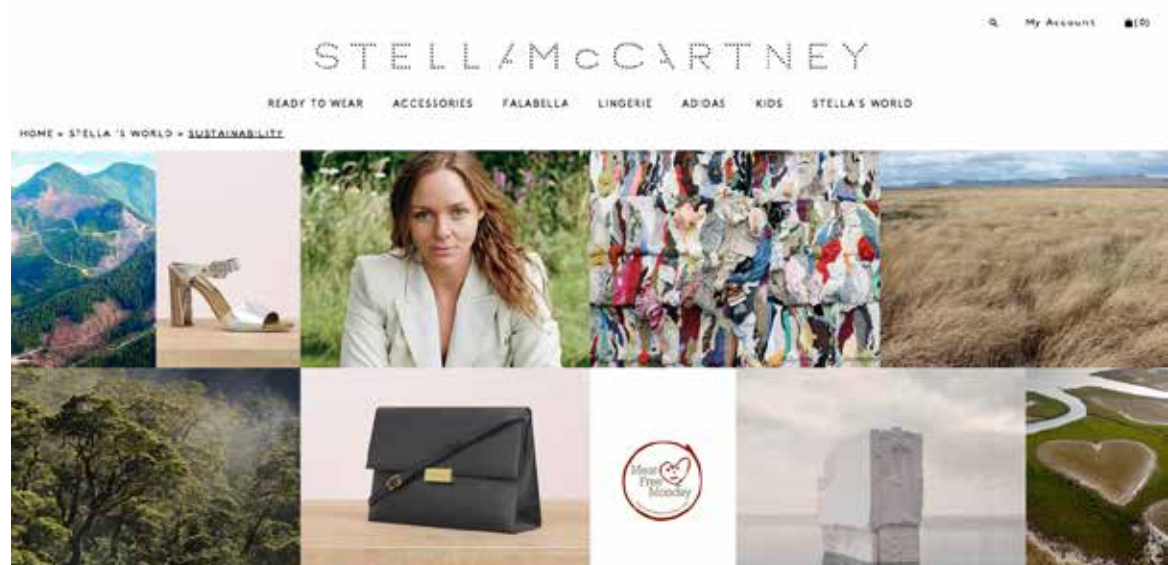 My Account (0)
STELLA McCARTNEY
READY TO WEAR ACCESSORIES FALABELLA LINGERIE ADIDAS KIDS STELLA'S WORLD
HOME » STELLA 'S WORLD » SUSTAINABILITY
Meat
Free
Monday